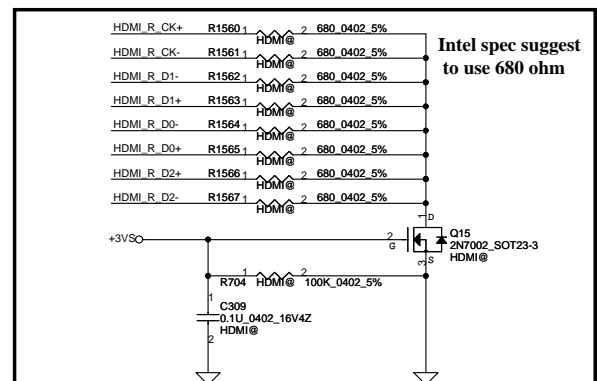 HDMI_R_CK+ R1560 1 2 680_0402_5%
HDMI@
Intel spec suggest
to use 680 ohm
HDMI_R_CK- R1561 1 2 680_0402_5%
HDMI@
HDMI_R_D1- R1562 1 2 680_0402_5%
HDMI@
HDMI_R_D1+ R1563 1 2 680_0402_5%
HDMI@
HDMI_R_D0- R1564 1 2 680_0402_5%
HDMI@
HDMI_R_D0+ R1565 1 2 680_0402_5%
HDMI@
HDMI_R_D2+ R1566 1 2 680_0402_5%
HDMI@
HDMI_R_D2- R1567 1 2 680_0402_5%
HDMI@
1 D
+3VS 2 G
Q15
2N7002_SOT23-3
HDMI@
3 S
1 2
R704 HDMI@ 100K_0402_5%
1
C309
0.1U_0402_16V4Z
HDMI@
2